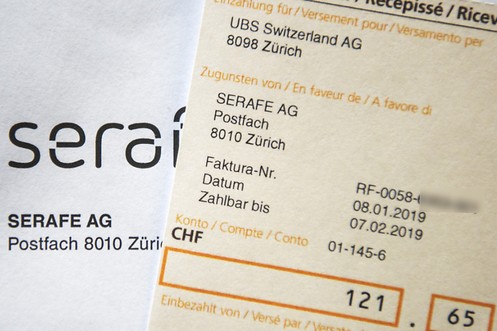 / Récépissé / Ricev
Einzahlung für / Versement pour / Versamento per
UBS Switzerland AG
8098 Zürich
Zugunsten von / En faveur de / A favore di
SERAFE AG
Postfach
8010 Zürich
Faktura-Nr. RF-0058-
Datum 08.01.2019
Zahlbar bis 07.02.2019
Konto / Compte / Conto 01-145-6
CHF
121 . 65
Einbezahlt von / Versé par / Versato
seraf
SERAFE AG
Postfach 8010 Züri